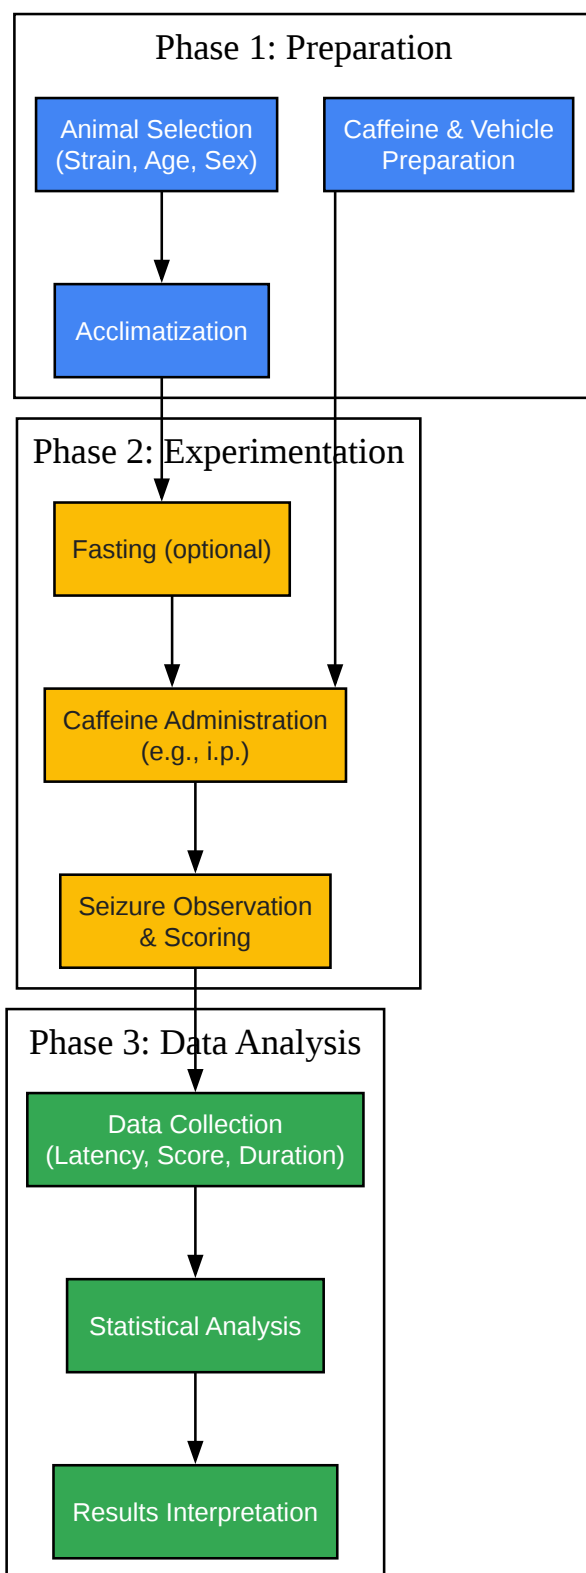 Phase 1: Preparation
Animal Selection
(Strain, Age, Sex)
Caffeine & Vehicle
Preparation
Acclimatization
Phase 2: Experimentation
Fasting (optional)
Caffeine Administration
(e.g., i.p.)
Seizure Observation
& Scoring
Phase 3: Data Analysis
Data Collection
(Latency, Score, Duration)
Statistical Analysis
Results Interpretation